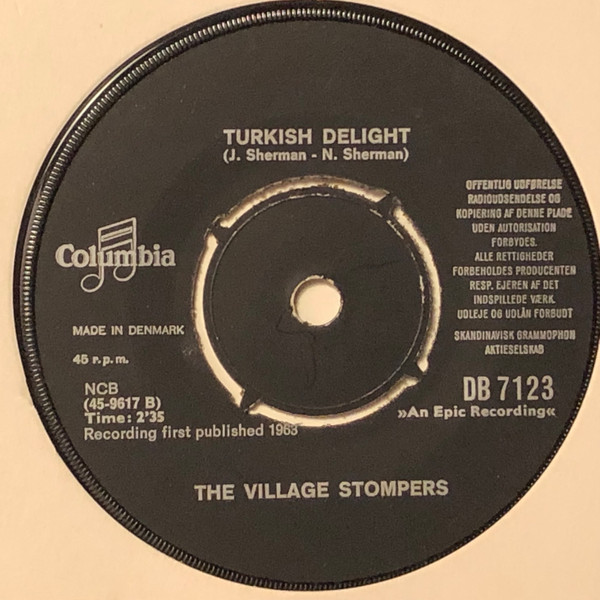 TURKISH DELIGHT
(J. Sherman - N. Sherman)
Columbia
MADE IN DENMARK
45 r.p.m.
NCB
(45-9617 B)
Time: 2'35
Recording first published 1963
OFFENTLIG UDFØRELSE
RADIOUDSENDELSE OG
KOPIERING AF DENNE PLADE
UDEN AUTORISATION
FORBYDES.
ALLE RETTIGHEDER
FORBEHOLDES PRODUCENTEN
RESP. EJEREN AF DET
INDSPILLEDE VÆRK.
UDLEJE OG UDLÅN FORBUDT
SKANDINAVISK GRAMMOPHON
AKTIESELSKAB
DB 7123
»An Epic Recording«
THE VILLAGE STOMPERS